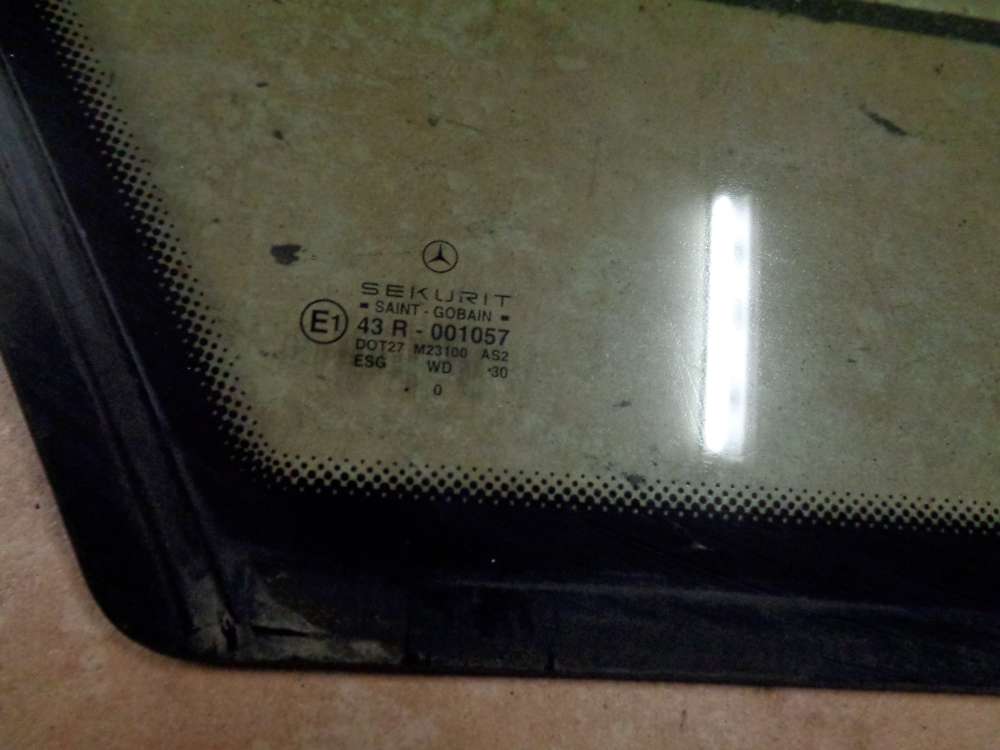 SEKURIT
SAINT-GOBAIN
E1 43 R - 001057
DOT27 M23100 AS2
ESG WD ·30
0